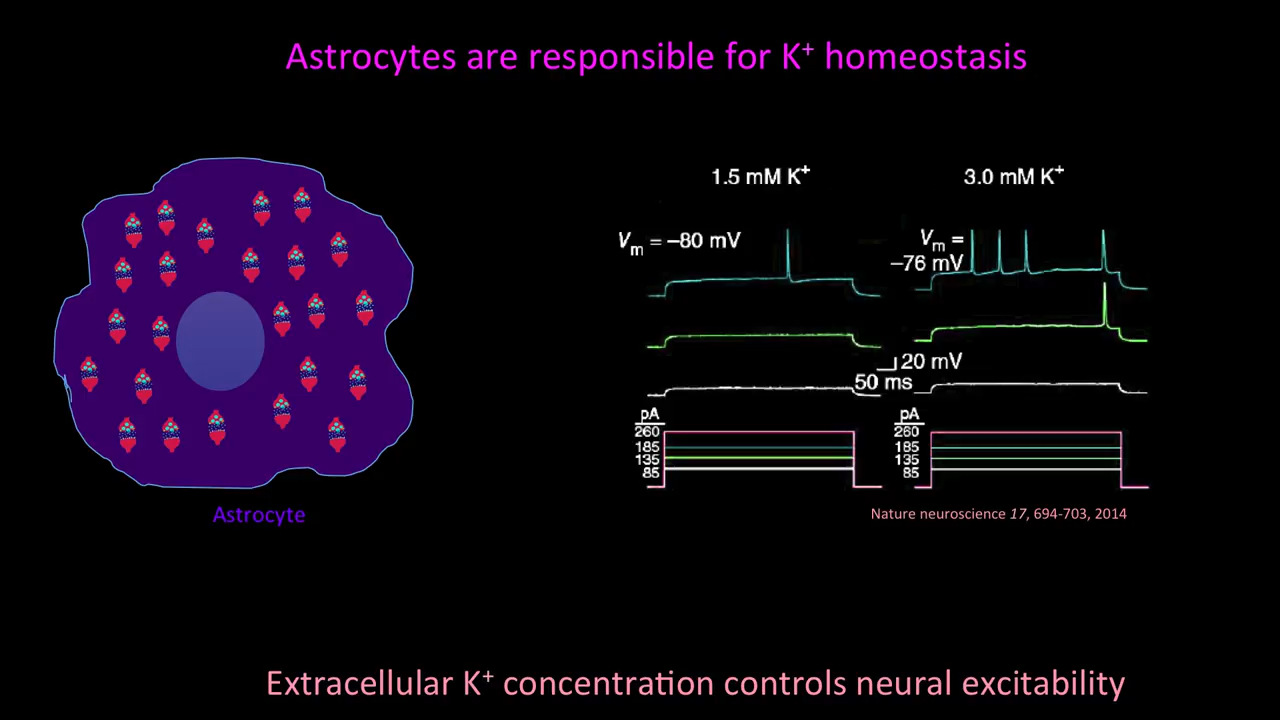 Astrocytes are responsible for K⁺ homeostasis
1.5 mM K⁺
3.0 mM K⁺
Vm = –80 mV
Vm =
–76 mV
20 mV
50 ms
pA
260
185
135
85
pA
260
185
135
85
Astrocyte
Nature neuroscience 17, 694-703, 2014
Extracellular K⁺ concentration controls neural excitability